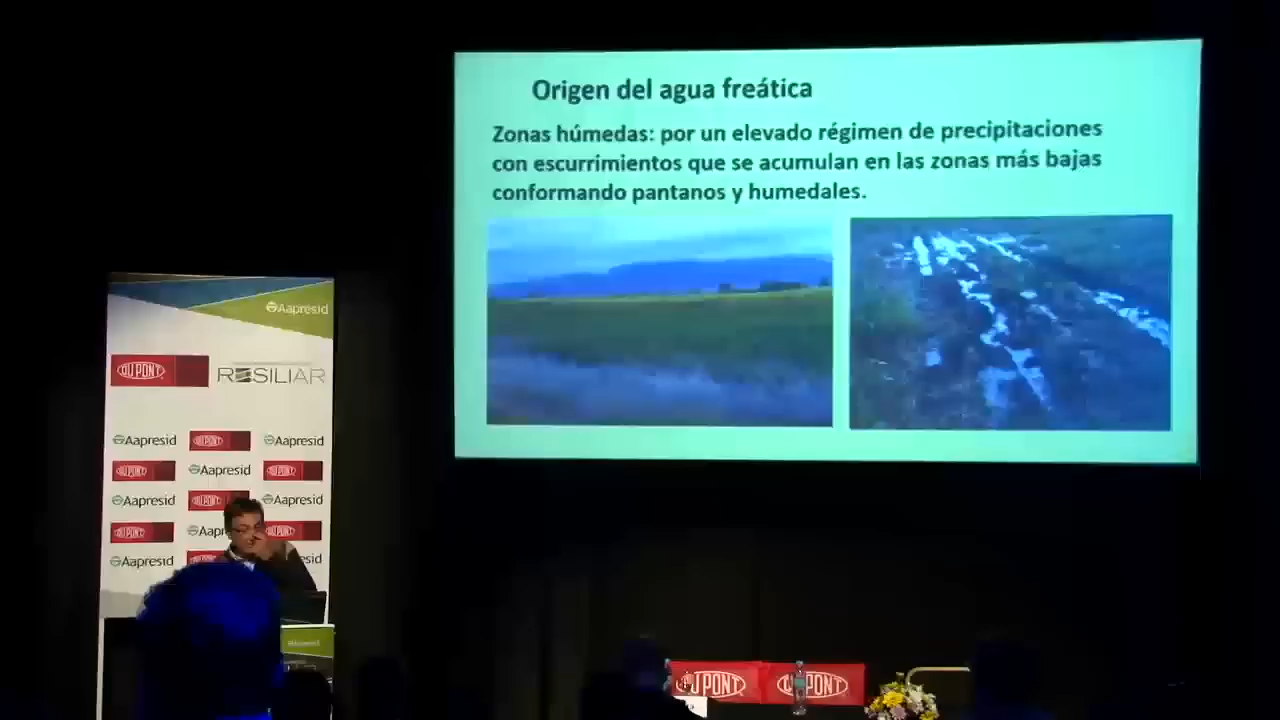 Origen del agua freática
Zonas húmedas: por un elevado régimen de precipitaciones
con escurrimientos que se acumulan en las zonas más bajas
conformando pantanos y humedales.
Aapresid
DUPONT RESILIAR
Aapresid DUPONT Aapresid
DUPONT Aapresid DUPONT
Aapresid DUPONT Aapresid
DUPONT Aapr DUPONT
Aapresid esid
DUPONT DUPONT